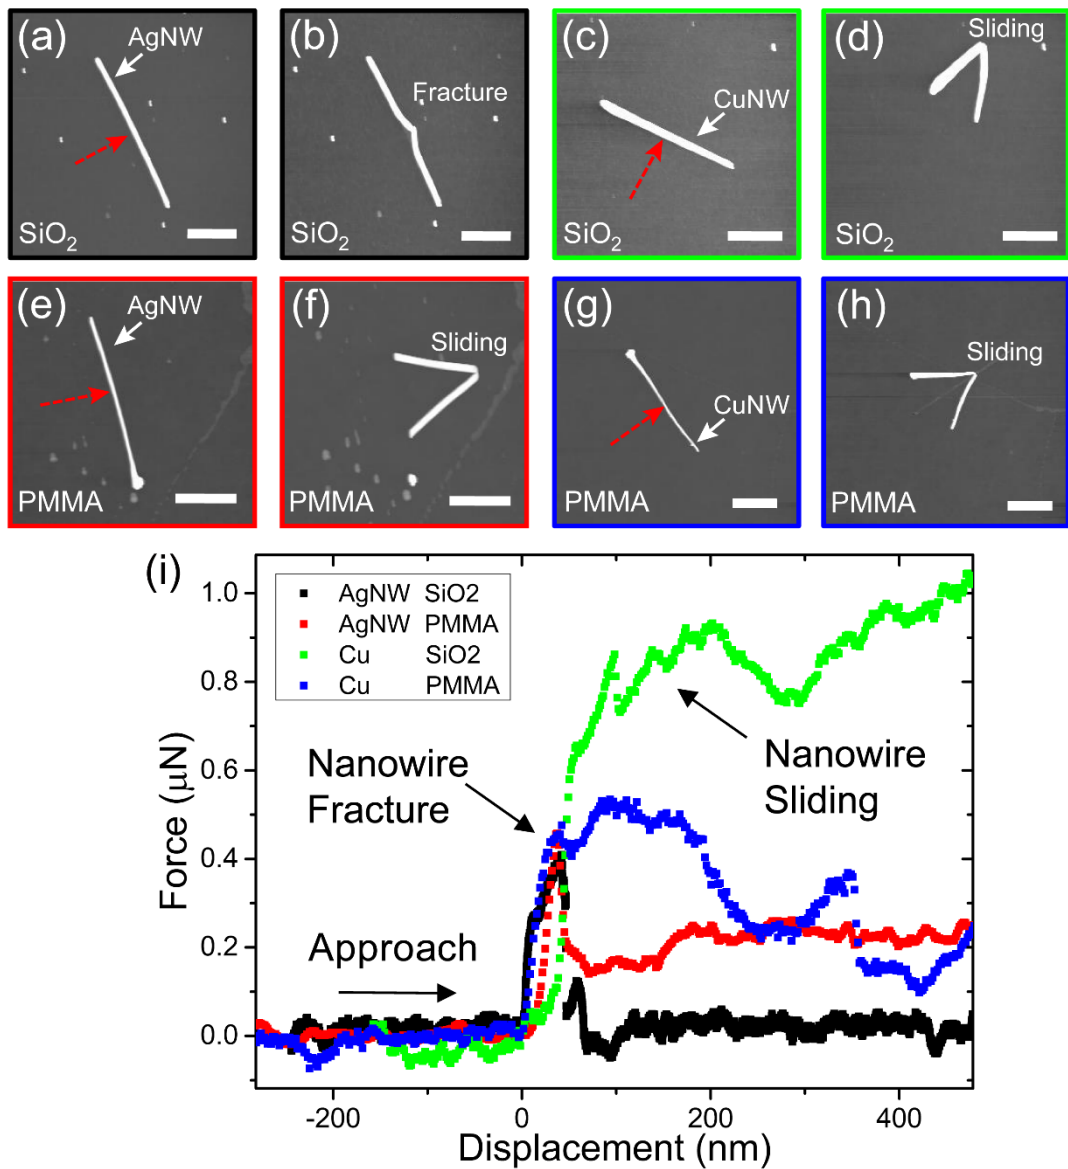 (a)
AgNW
SiO₂
(b)
Fracture
(c)
CuNW
SiO₂
(d)
Sliding
SiO₂
(e)
AgNW
PMMA
(f)
Sliding
PMMA
(g)
CuNW
PMMA
(h)
Sliding
PMMA
(i)
AgNW SiO2
AgNW PMMA
Cu SiO2
Cu PMMA
Nanowire
Fracture
Nanowire
Sliding
Approach
Force (μN)
1.0
0.8
0.6
0.4
0.2
0.0
-200 0 200 400
Displacement (nm)